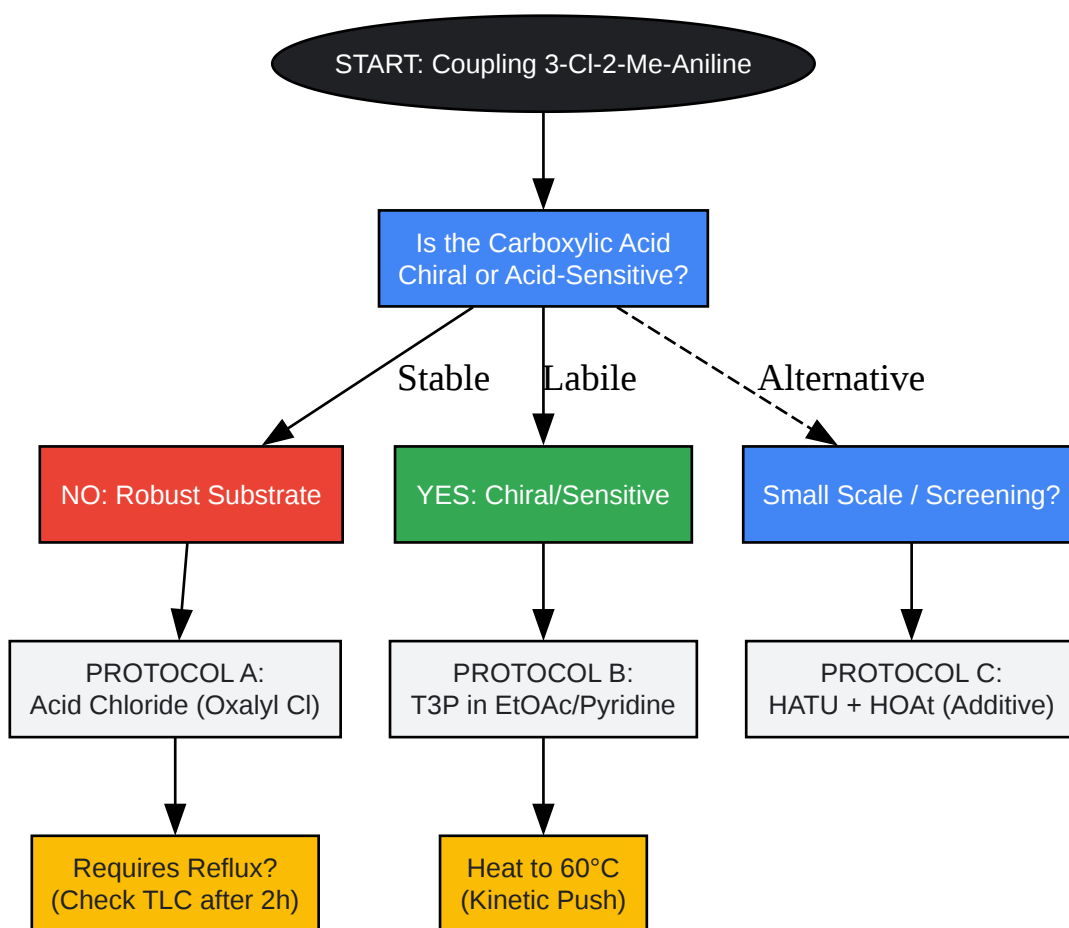 START: Coupling 3-Cl-2-Me-Aniline
Is the Carboxylic Acid
Chiral or Acid-Sensitive?
Stable
Labile
Alternative
NO: Robust Substrate
YES: Chiral/Sensitive
Small Scale / Screening?
PROTOCOL A:
Acid Chloride (Oxalyl Cl)
PROTOCOL B:
T3P in EtOAc/Pyridine
PROTOCOL C:
HATU + HOAt (Additive)
Requires Reflux?
(Check TLC after 2h)
Heat to 60°C
(Kinetic Push)